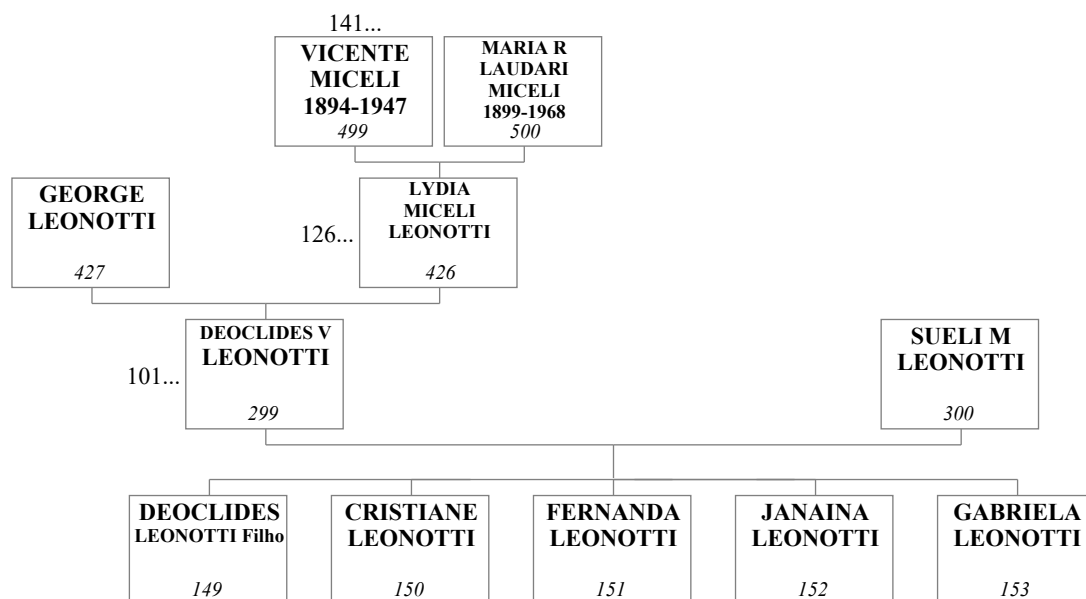 141...
VICENTE
MICELI
1894-1947
499
MARIA R
LAUDARI
MICELI
1899-1968
500
GEORGE
LEONOTTI
427
126...
LYDIA
MICELI
LEONOTTI
426
101...
DEOCLIDES V
LEONOTTI
299
SUELI M
LEONOTTI
300
DEOCLIDES
LEONOTTI Filho
149
CRISTIANE
LEONOTTI
150
FERNANDA
LEONOTTI
151
JANAINA
LEONOTTI
152
GABRIELA
LEONOTTI
153